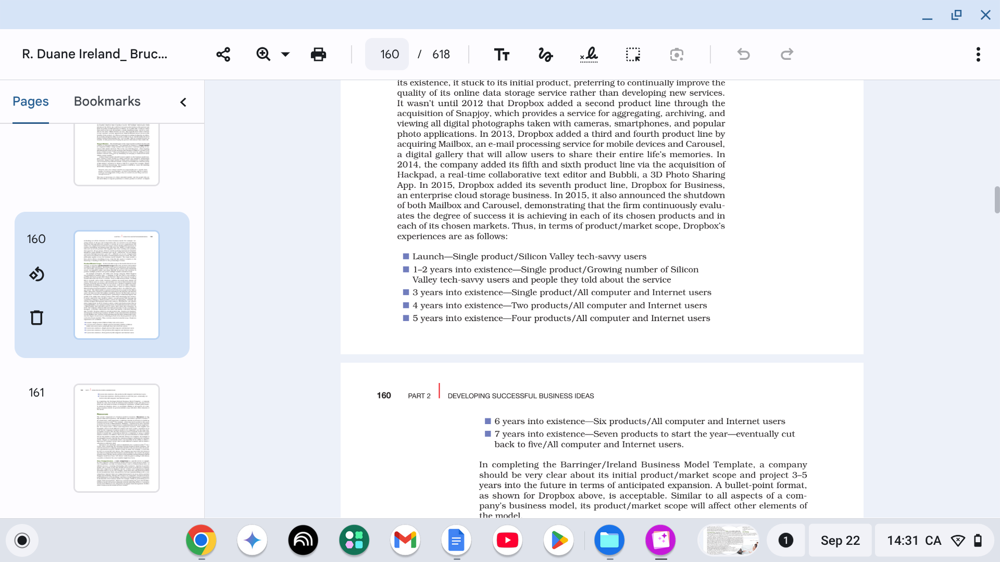 R. Duane Ireland_ Bruc...
160 / 618
Pages
Bookmarks
160
161
its existence, it stuck to its initial product, preferring to continually improve the
quality of its online data storage service rather than developing new services.
It wasn't until 2012 that Dropbox added a second product line through the
acquisition of Snapjoy, which provides a service for aggregating, archiving, and
viewing all digital photographs taken with cameras, smartphones, and popular
photo applications. In 2013, Dropbox added a third and fourth product line by
acquiring Mailbox, an e-mail processing service for mobile devices and Carousel,
a digital gallery that will allow users to share their entire life's memories. In
2014, the company added its fifth and sixth product line via the acquisition of
Hackpad, a real-time collaborative text editor and Bubbli, a 3D Photo Sharing
App. In 2015, Dropbox added its seventh product line, Dropbox for Business,
an enterprise cloud storage business. In 2015, it also announced the shutdown
of both Mailbox and Carousel, demonstrating that the firm continuously evalu-
ates the degree of success it is achieving in each of its chosen products and in
each of its chosen markets. Thus, in terms of product/market scope, Dropbox's
experiences are as follows:
■ Launch—Single product/Silicon Valley tech-savvy users
■ 1–2 years into existence—Single product/Growing number of Silicon
Valley tech-savvy users and people they told about the service
■ 3 years into existence—Single product/All computer and Internet users
■ 4 years into existence—Two products/All computer and Internet users
■ 5 years into existence—Four products/All computer and Internet users
160 PART 2 DEVELOPING SUCCESSFUL BUSINESS IDEAS
■ 6 years into existence—Six products/All computer and Internet users
■ 7 years into existence—Seven products to start the year—eventually cut
back to five/All computer and Internet users.
In completing the Barringer/Ireland Business Model Template, a company
should be very clear about its initial product/market scope and project 3–5
years into the future in terms of anticipated expansion. A bullet-point format,
as shown for Dropbox above, is acceptable. Similar to all aspects of a com-
pany's business model, its product/market scope will affect other elements of
the model.
1
Sep 22
14:31 CA